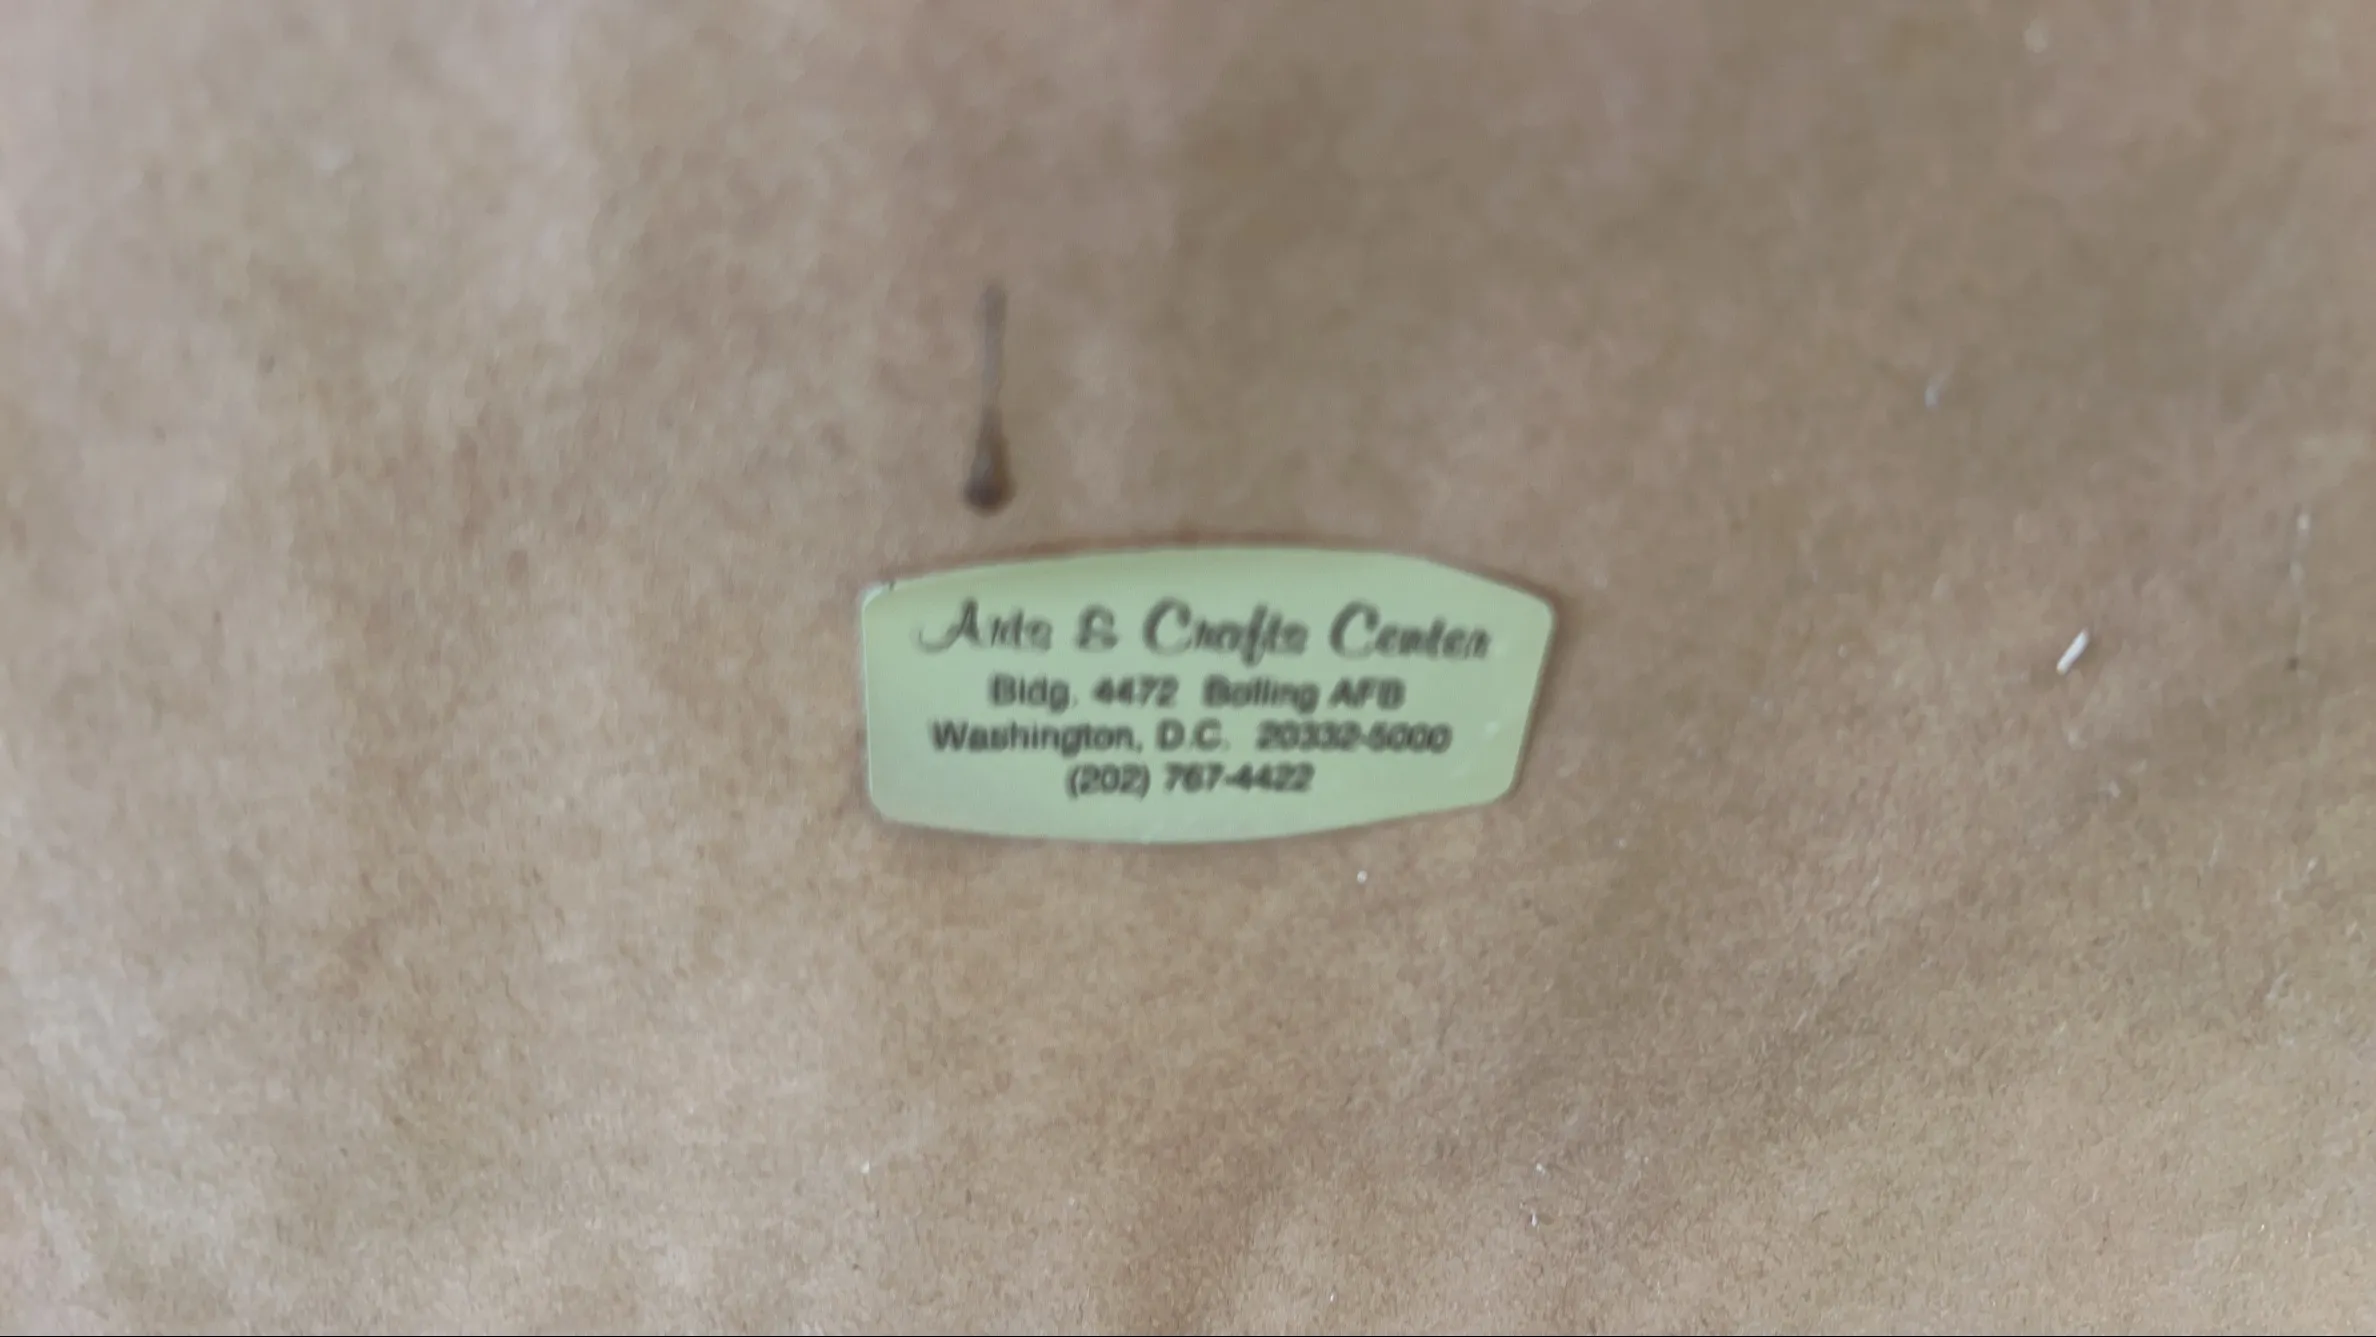 Arts & Crafts Center
Bldg. 4472 Bolling AFB
Washington, D.C. 20332-5000
(202) 767-4422